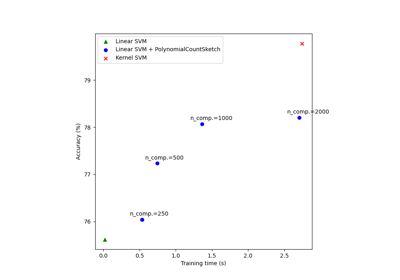 Linear SVM
Linear SVM + PolynomialCountSketch
Kernel SVM
79
n_comp.=2000
n_comp.=1000
78
n_comp.=500
77
n_comp.=250
76
Accuracy (%)
0.0 0.5 1.0 1.5 2.0 2.5
Training time (s)